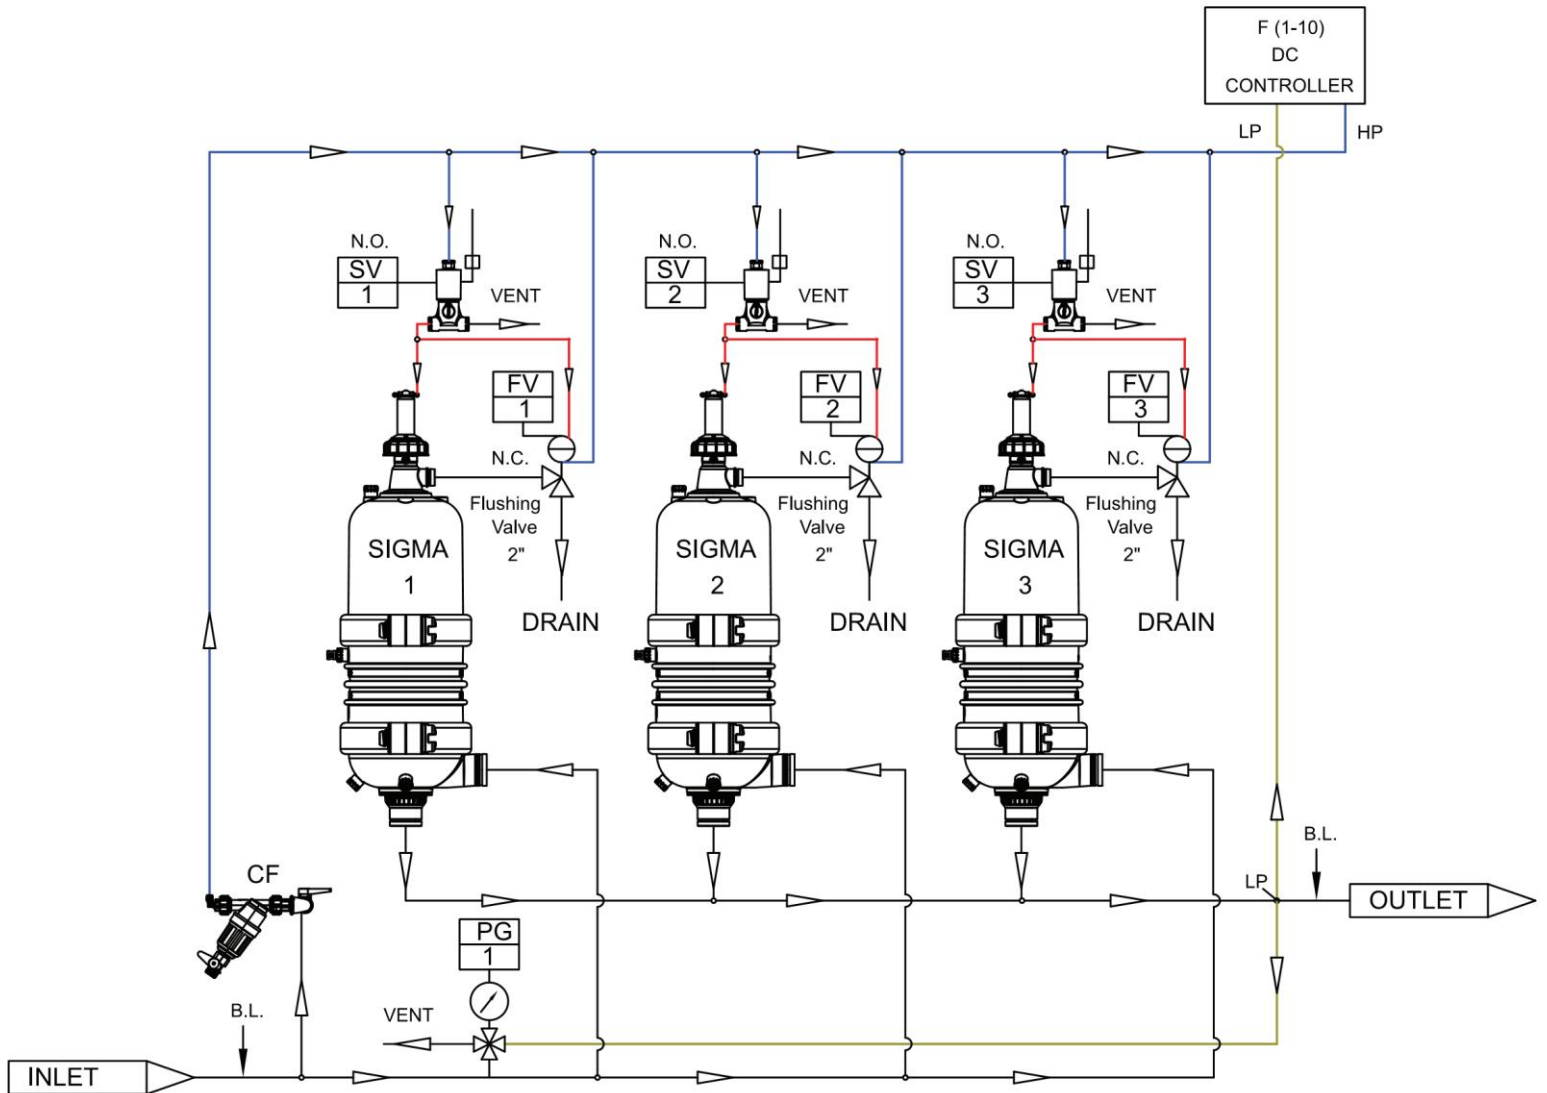 F (1-10)
DC
CONTROLLER
LP
HP
N.O.
SV
1
VENT
N.O.
SV
2
VENT
N.O.
SV
3
VENT
FV
1
FV
2
FV
3
N.C.
N.C.
N.C.
Flushing
Valve
2"
Flushing
Valve
2"
Flushing
Valve
2"
SIGMA
1
SIGMA
2
SIGMA
3
DRAIN
DRAIN
DRAIN
B.L.
CF
LP
OUTLET
PG
1
B.L.
VENT
INLET